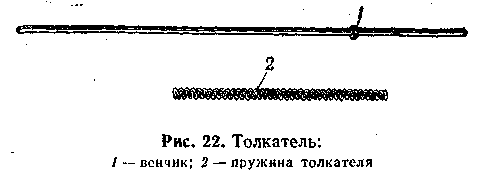 1
2
Рис. 22. Толкатель:
1 — венчик; 2 — пружина толкателя